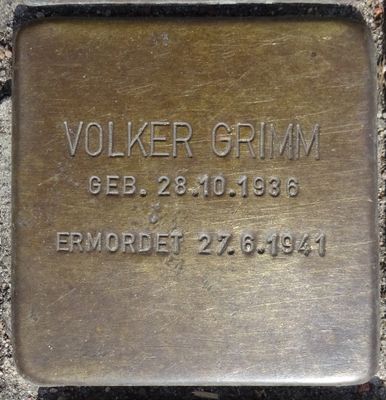 VOLKER GRIMM
GEB. 28.10.1936
ERMORDET 27.6.1941